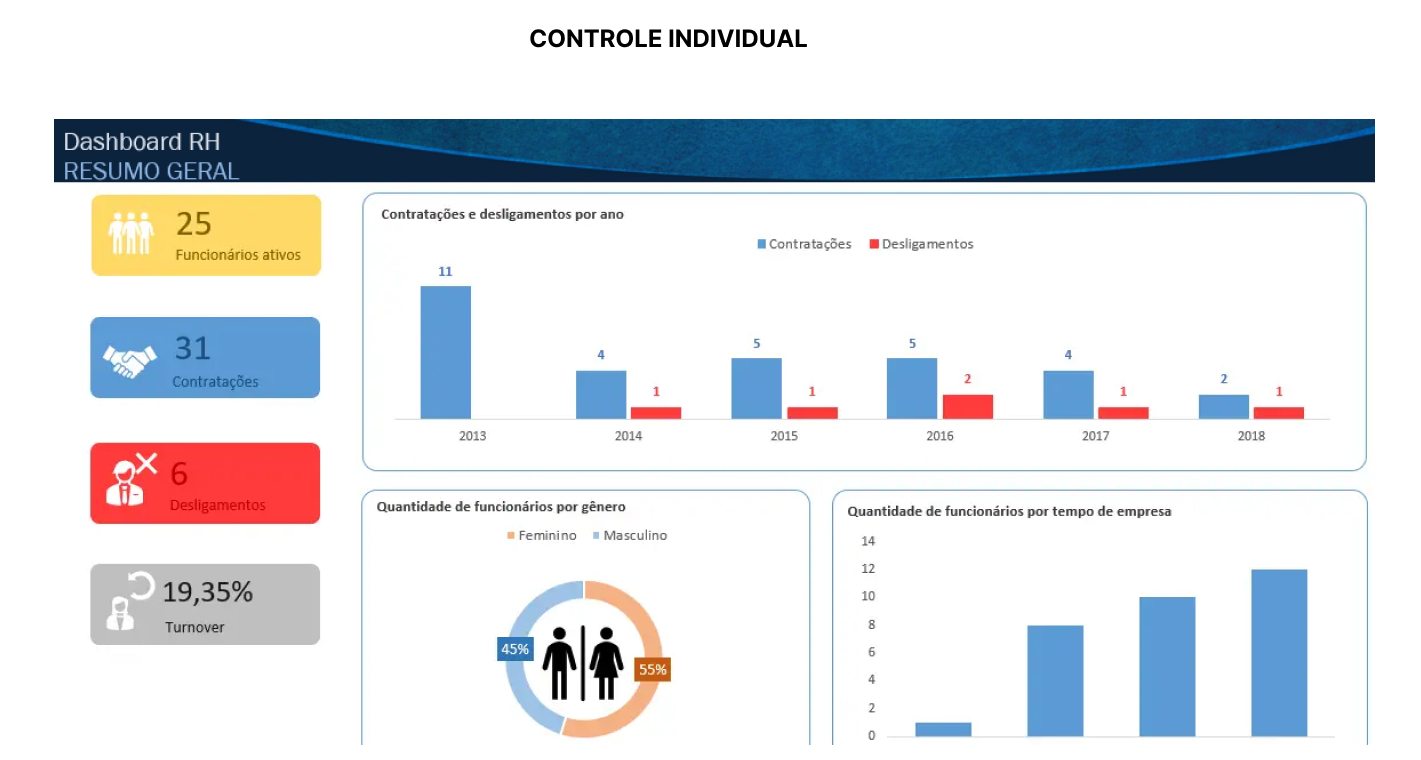 CONTROLE INDIVIDUAL
Dashboard RH
RESUMO GERAL
25
Funcionários ativos
31
Contratações
6
Desligamentos
19,35%
Turnover
Contratações e desligamentos por ano
Contratações Desligamentos
11
4
1
5
1
5
2
4
1
2
1
2013 2014 2015 2016 2017 2018
Quantidade de funcionários por gênero
Feminino Masculino
45%
55%
Quantidade de funcionários por tempo de empresa
14
12
10
8
6
4
2
0